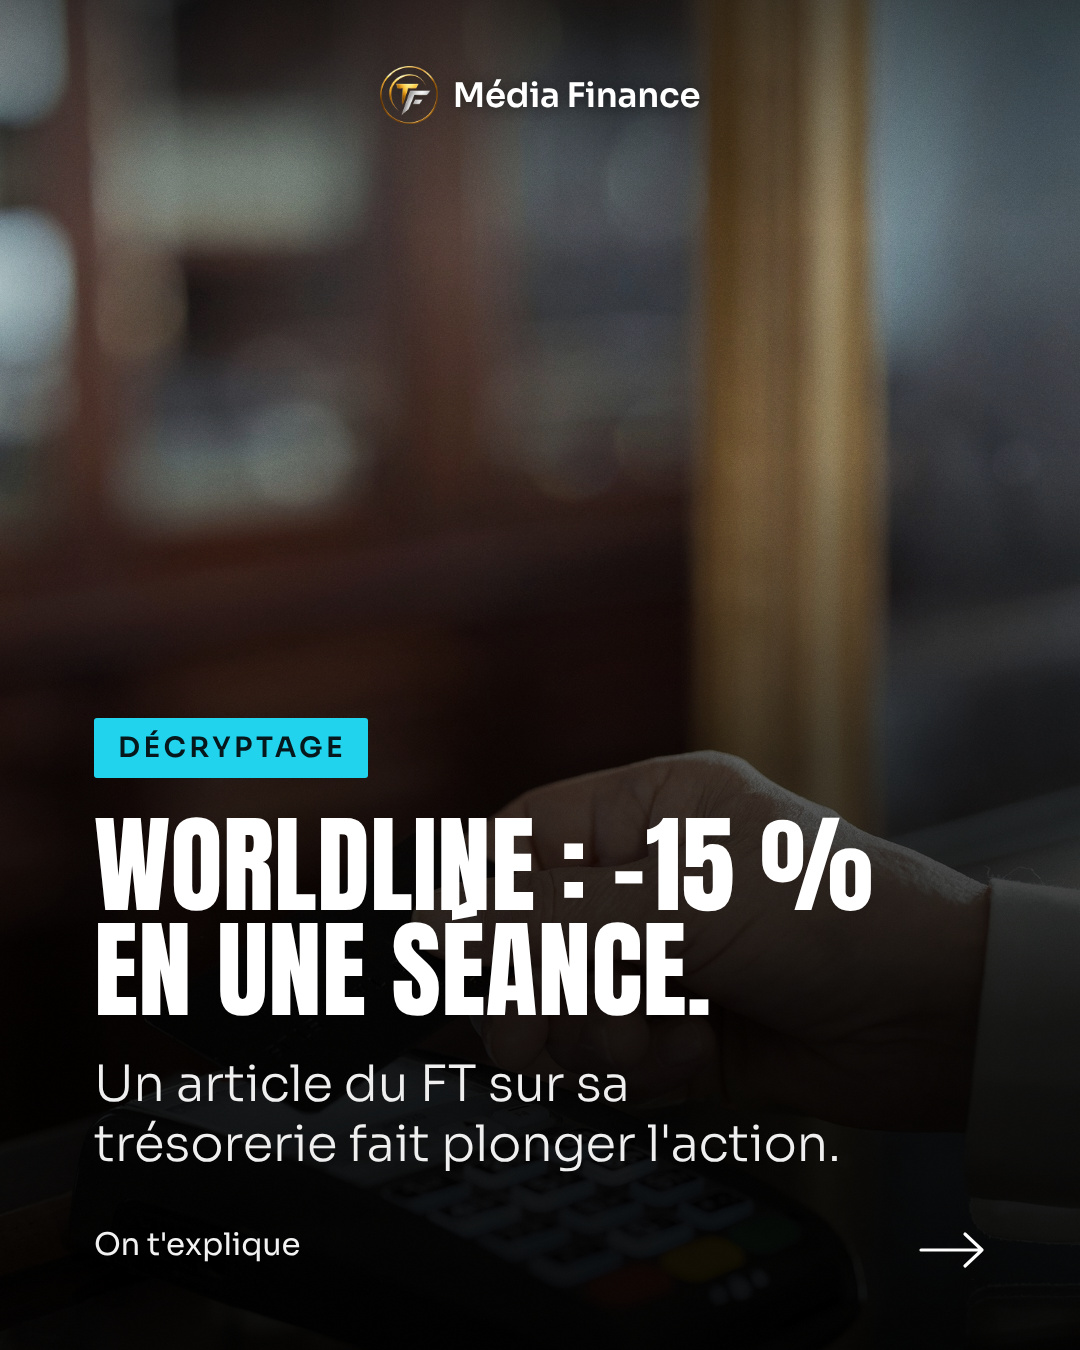 Média Finance
DÉCRYPTAGE
WORLDLINE : -15 %
EN UNE SÉANCE.
Un article du FT sur sa
trésorerie fait plonger l'action.
On t'explique